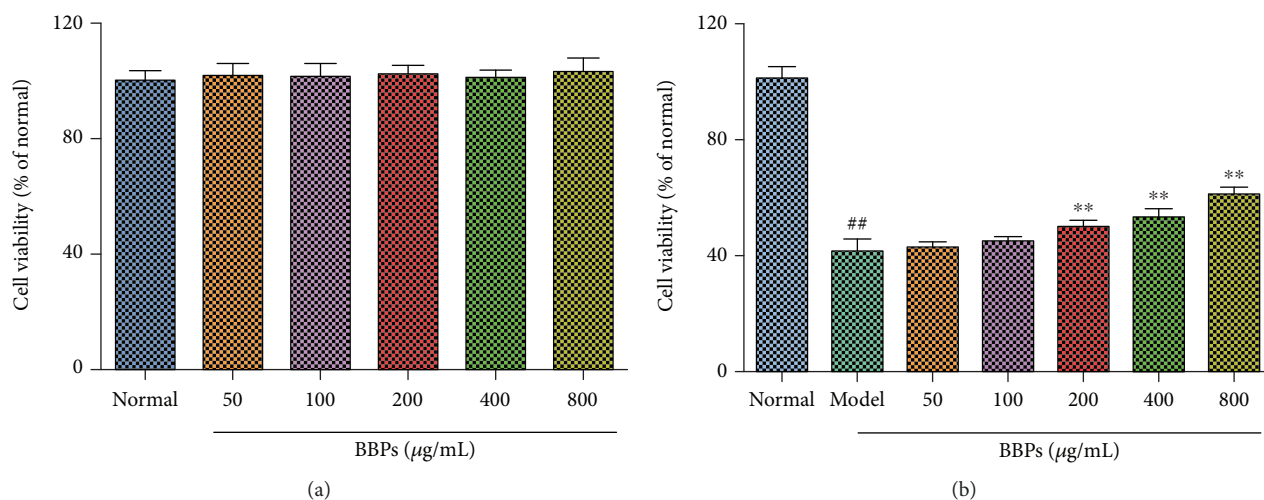 120
80
40
0
Cell viability (% of normal)
Normal 50 100 200 400 800
BBPs (μg/mL)
(a)
120
80
40
0
Cell viability (% of normal)
##
**
**
**
Normal Model 50 100 200 400 800
BBPs (μg/mL)
(b)